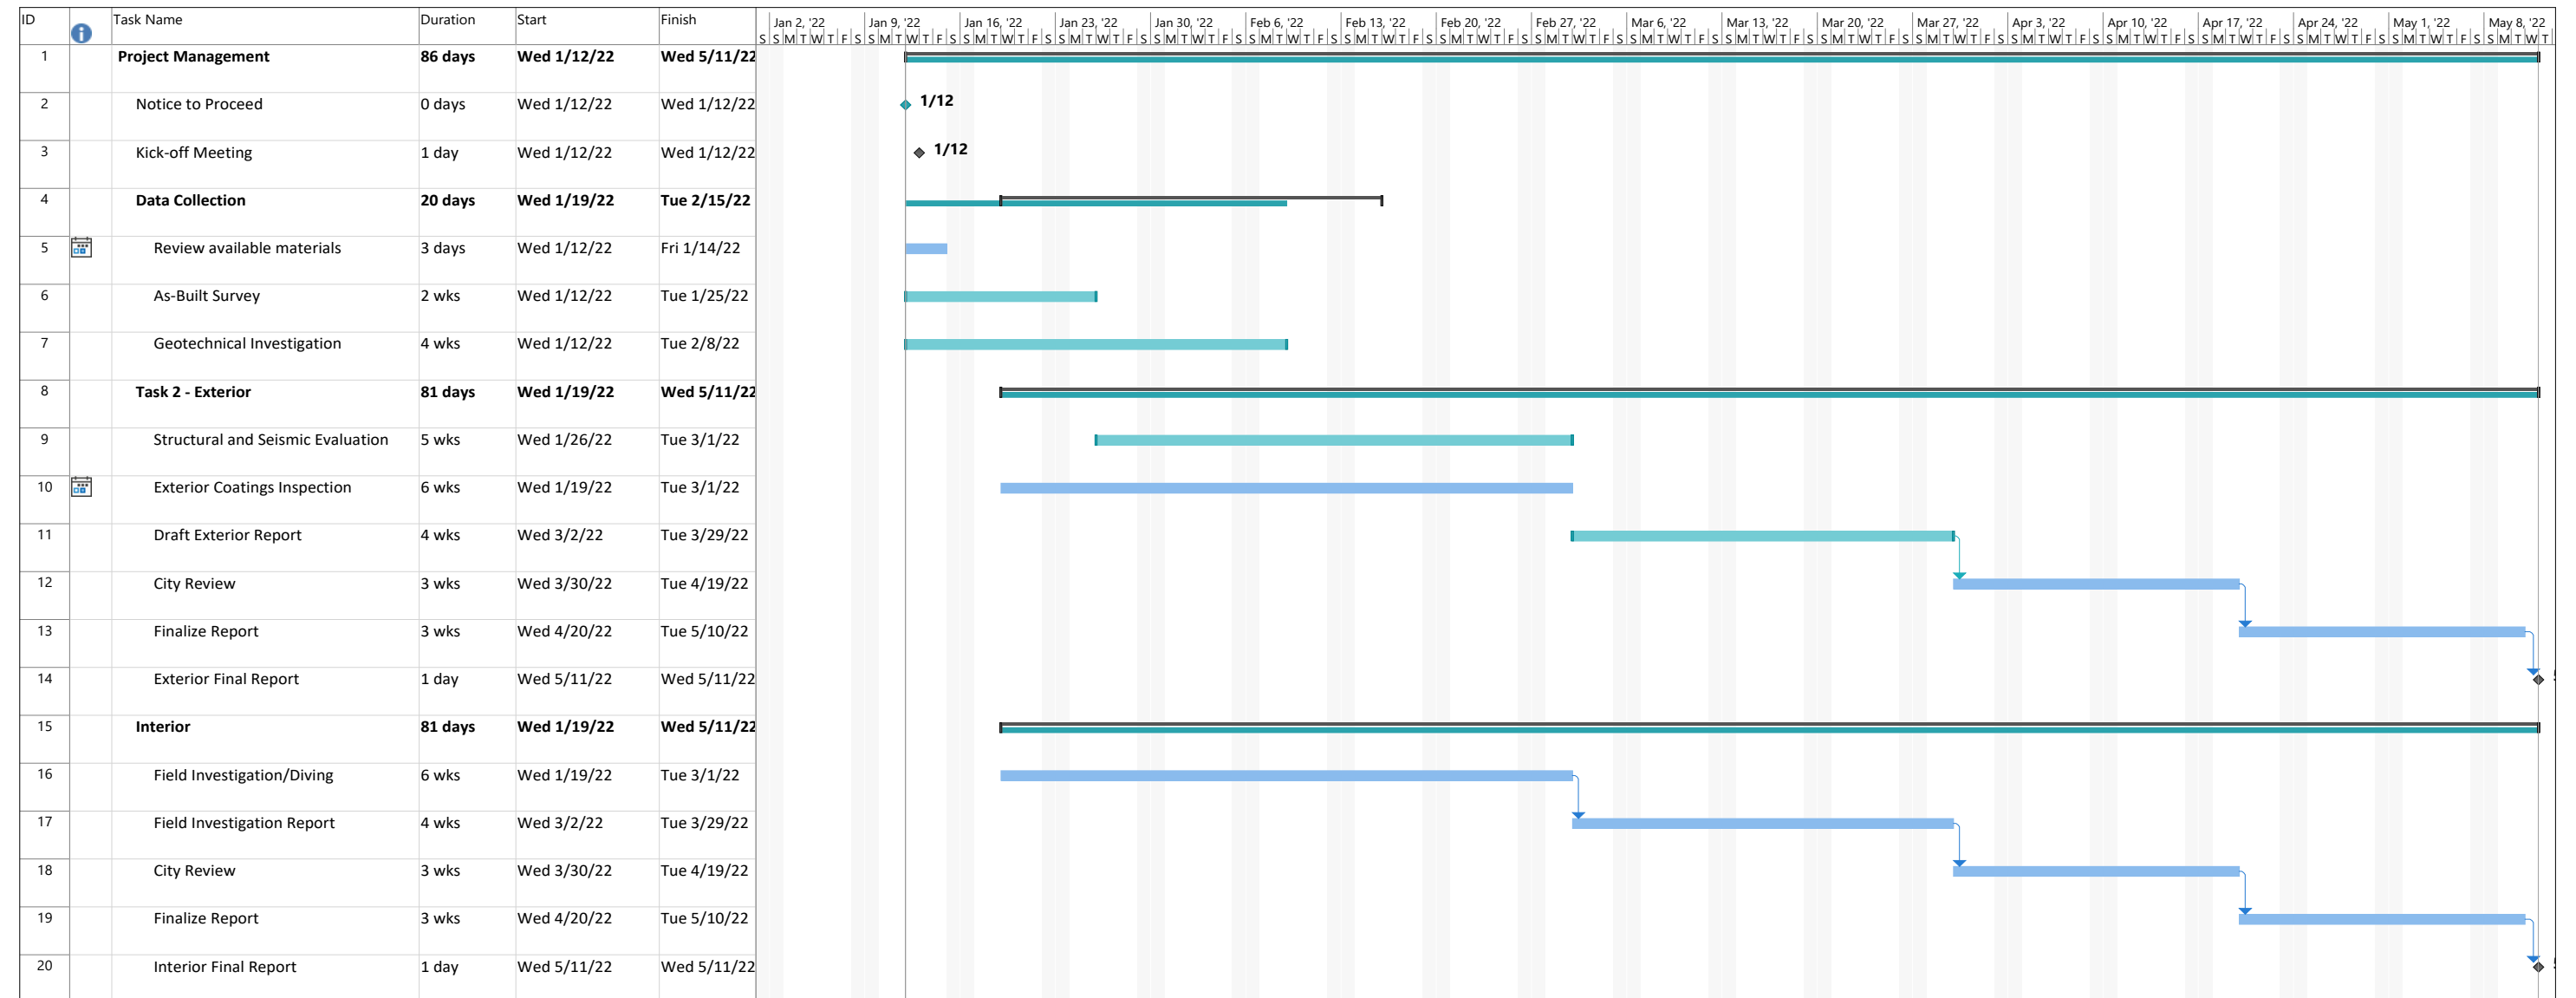 ID Task Name Duration Start Finish Jan 2, '22 Jan 9, '22 Jan 16, '22 Jan 23, '22 Jan 30, '22 Feb 6, '22 Feb 13, '22 Feb 20, '22 Feb 27, '22 Mar 6, '22 Mar 13, '22 Mar 20, '22 Mar 27, '22 Apr 3, '22 Apr 10, '22 Apr 17, '22 Apr 24, '22 May 1, '22 May 8, '22
S S M T W T F S S M T W T F S S M T W T F S S M T W T F S S M T W T F S S M T W T F S S M T W T F S S M T W T F S S M T W T F S S M T W T F S S M T W T F S S M T W T F S S M T W T F S S M T W T F S S M T W T F S S M T W T F S S M T W T F S S M T W T F S S M T W T
1 Project Management 86 days Wed 1/12/22 Wed 5/11/22
2 Notice to Proceed 0 days Wed 1/12/22 Wed 1/12/22 1/12
3 Kick-off Meeting 1 day Wed 1/12/22 Wed 1/12/22 1/12
4 Data Collection 20 days Wed 1/19/22 Tue 2/15/22
5 Review available materials 3 days Wed 1/12/22 Fri 1/14/22
6 As-Built Survey 2 wks Wed 1/12/22 Tue 1/25/22
7 Geotechnical Investigation 4 wks Wed 1/12/22 Tue 2/8/22
8 Task 2 - Exterior 81 days Wed 1/19/22 Wed 5/11/22
9 Structural and Seismic Evaluation 5 wks Wed 1/26/22 Tue 3/1/22
10 Exterior Coatings Inspection 6 wks Wed 1/19/22 Tue 3/1/22
11 Draft Exterior Report 4 wks Wed 3/2/22 Tue 3/29/22
12 City Review 3 wks Wed 3/30/22 Tue 4/19/22
13 Finalize Report 3 wks Wed 4/20/22 Tue 5/10/22
14 Exterior Final Report 1 day Wed 5/11/22 Wed 5/11/22
15 Interior 81 days Wed 1/19/22 Wed 5/11/22
16 Field Investigation/Diving 6 wks Wed 1/19/22 Tue 3/1/22
17 Field Investigation Report 4 wks Wed 3/2/22 Tue 3/29/22
18 City Review 3 wks Wed 3/30/22 Tue 4/19/22
19 Finalize Report 3 wks Wed 4/20/22 Tue 5/10/22
20 Interior Final Report 1 day Wed 5/11/22 Wed 5/11/22